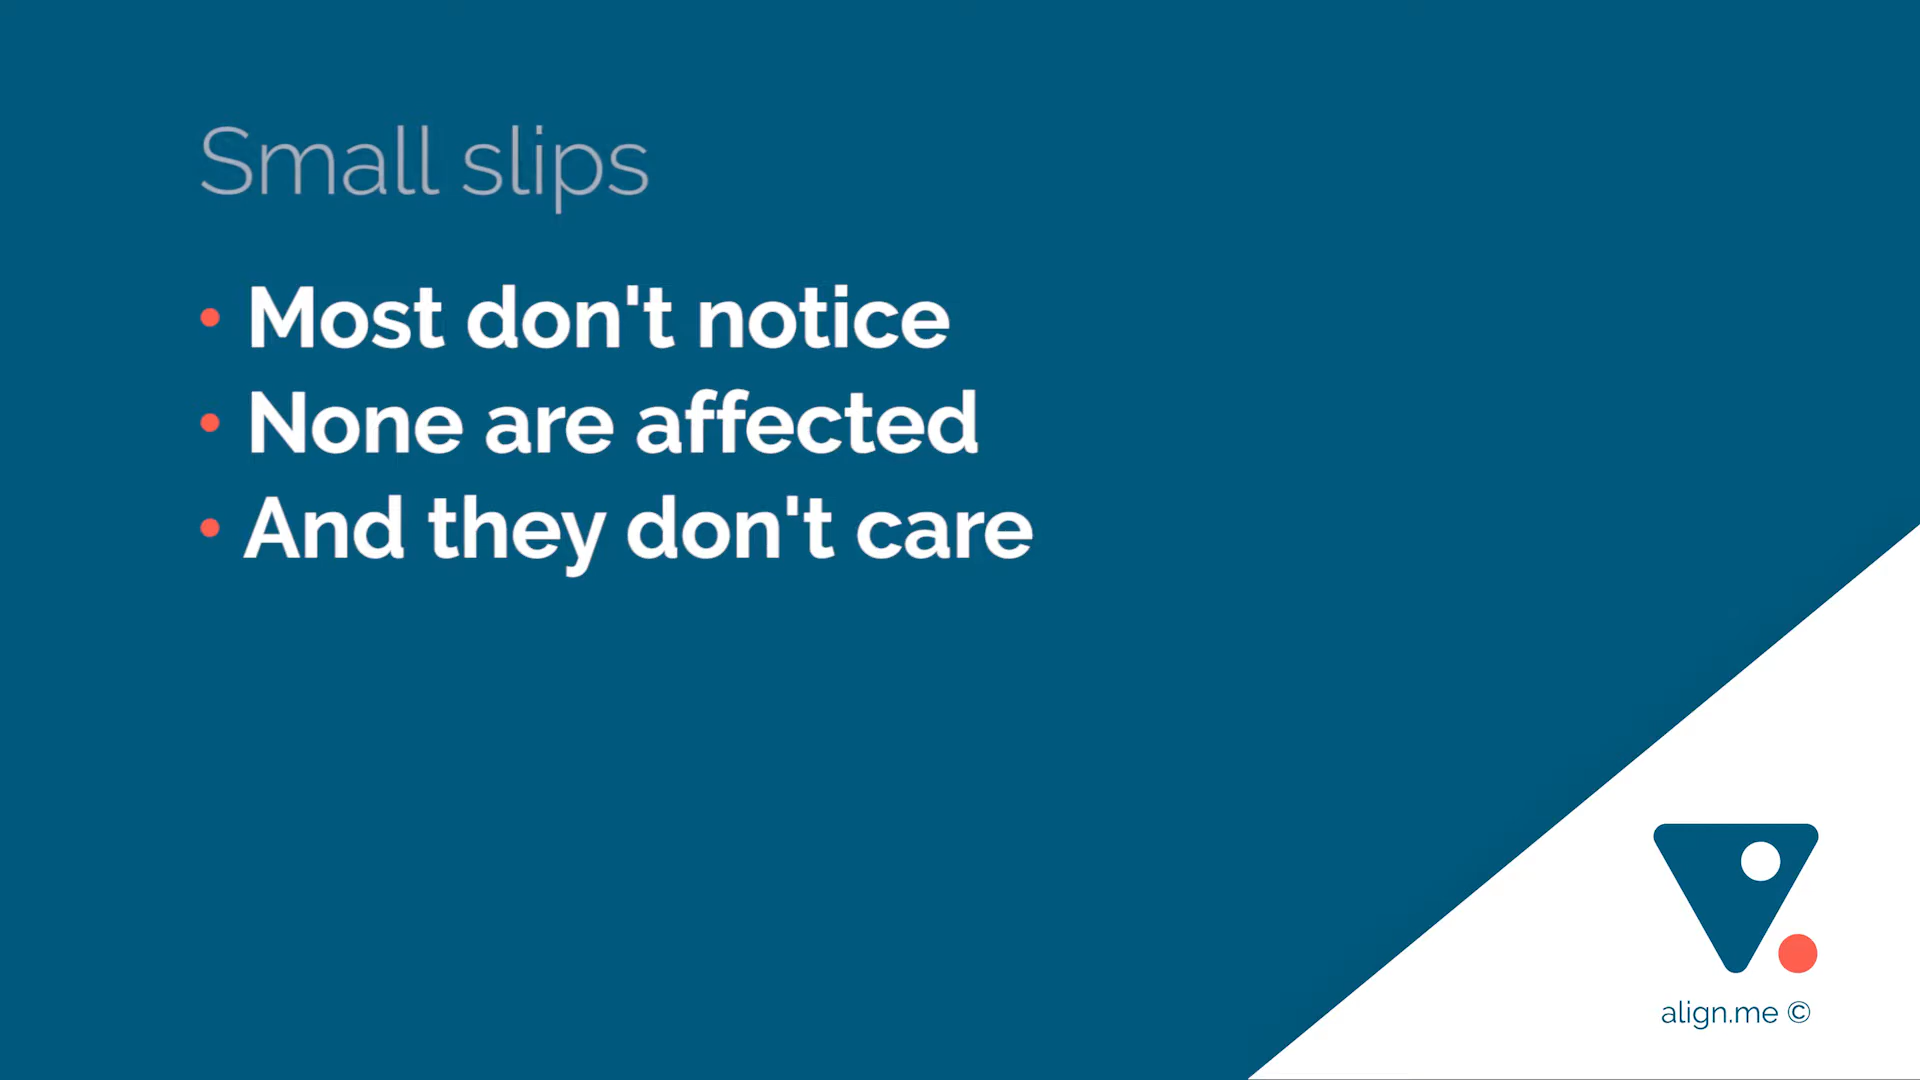 Small slips
• Most don't notice
• None are affected
• And they don't care
align.me ©